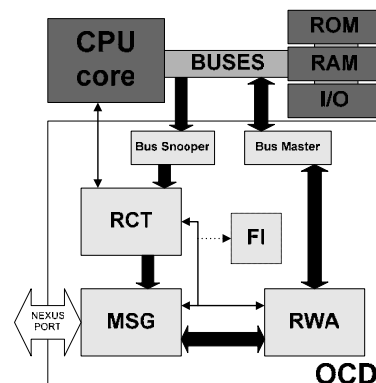 CPU
core
BUSES
ROM
RAM
I/O
Bus Snooper
Bus Master
RCT
FI
NEXUS
PORT
MSG
RWA
OCD